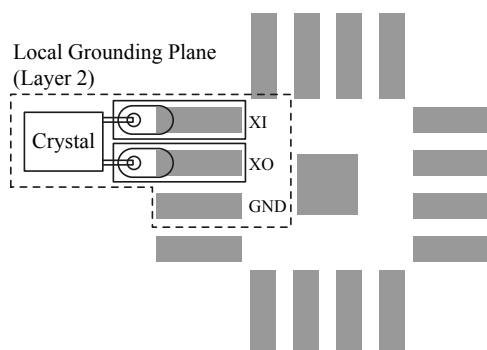 Local Grounding Plane
(Layer 2)
XI
Crystal
XO
GND